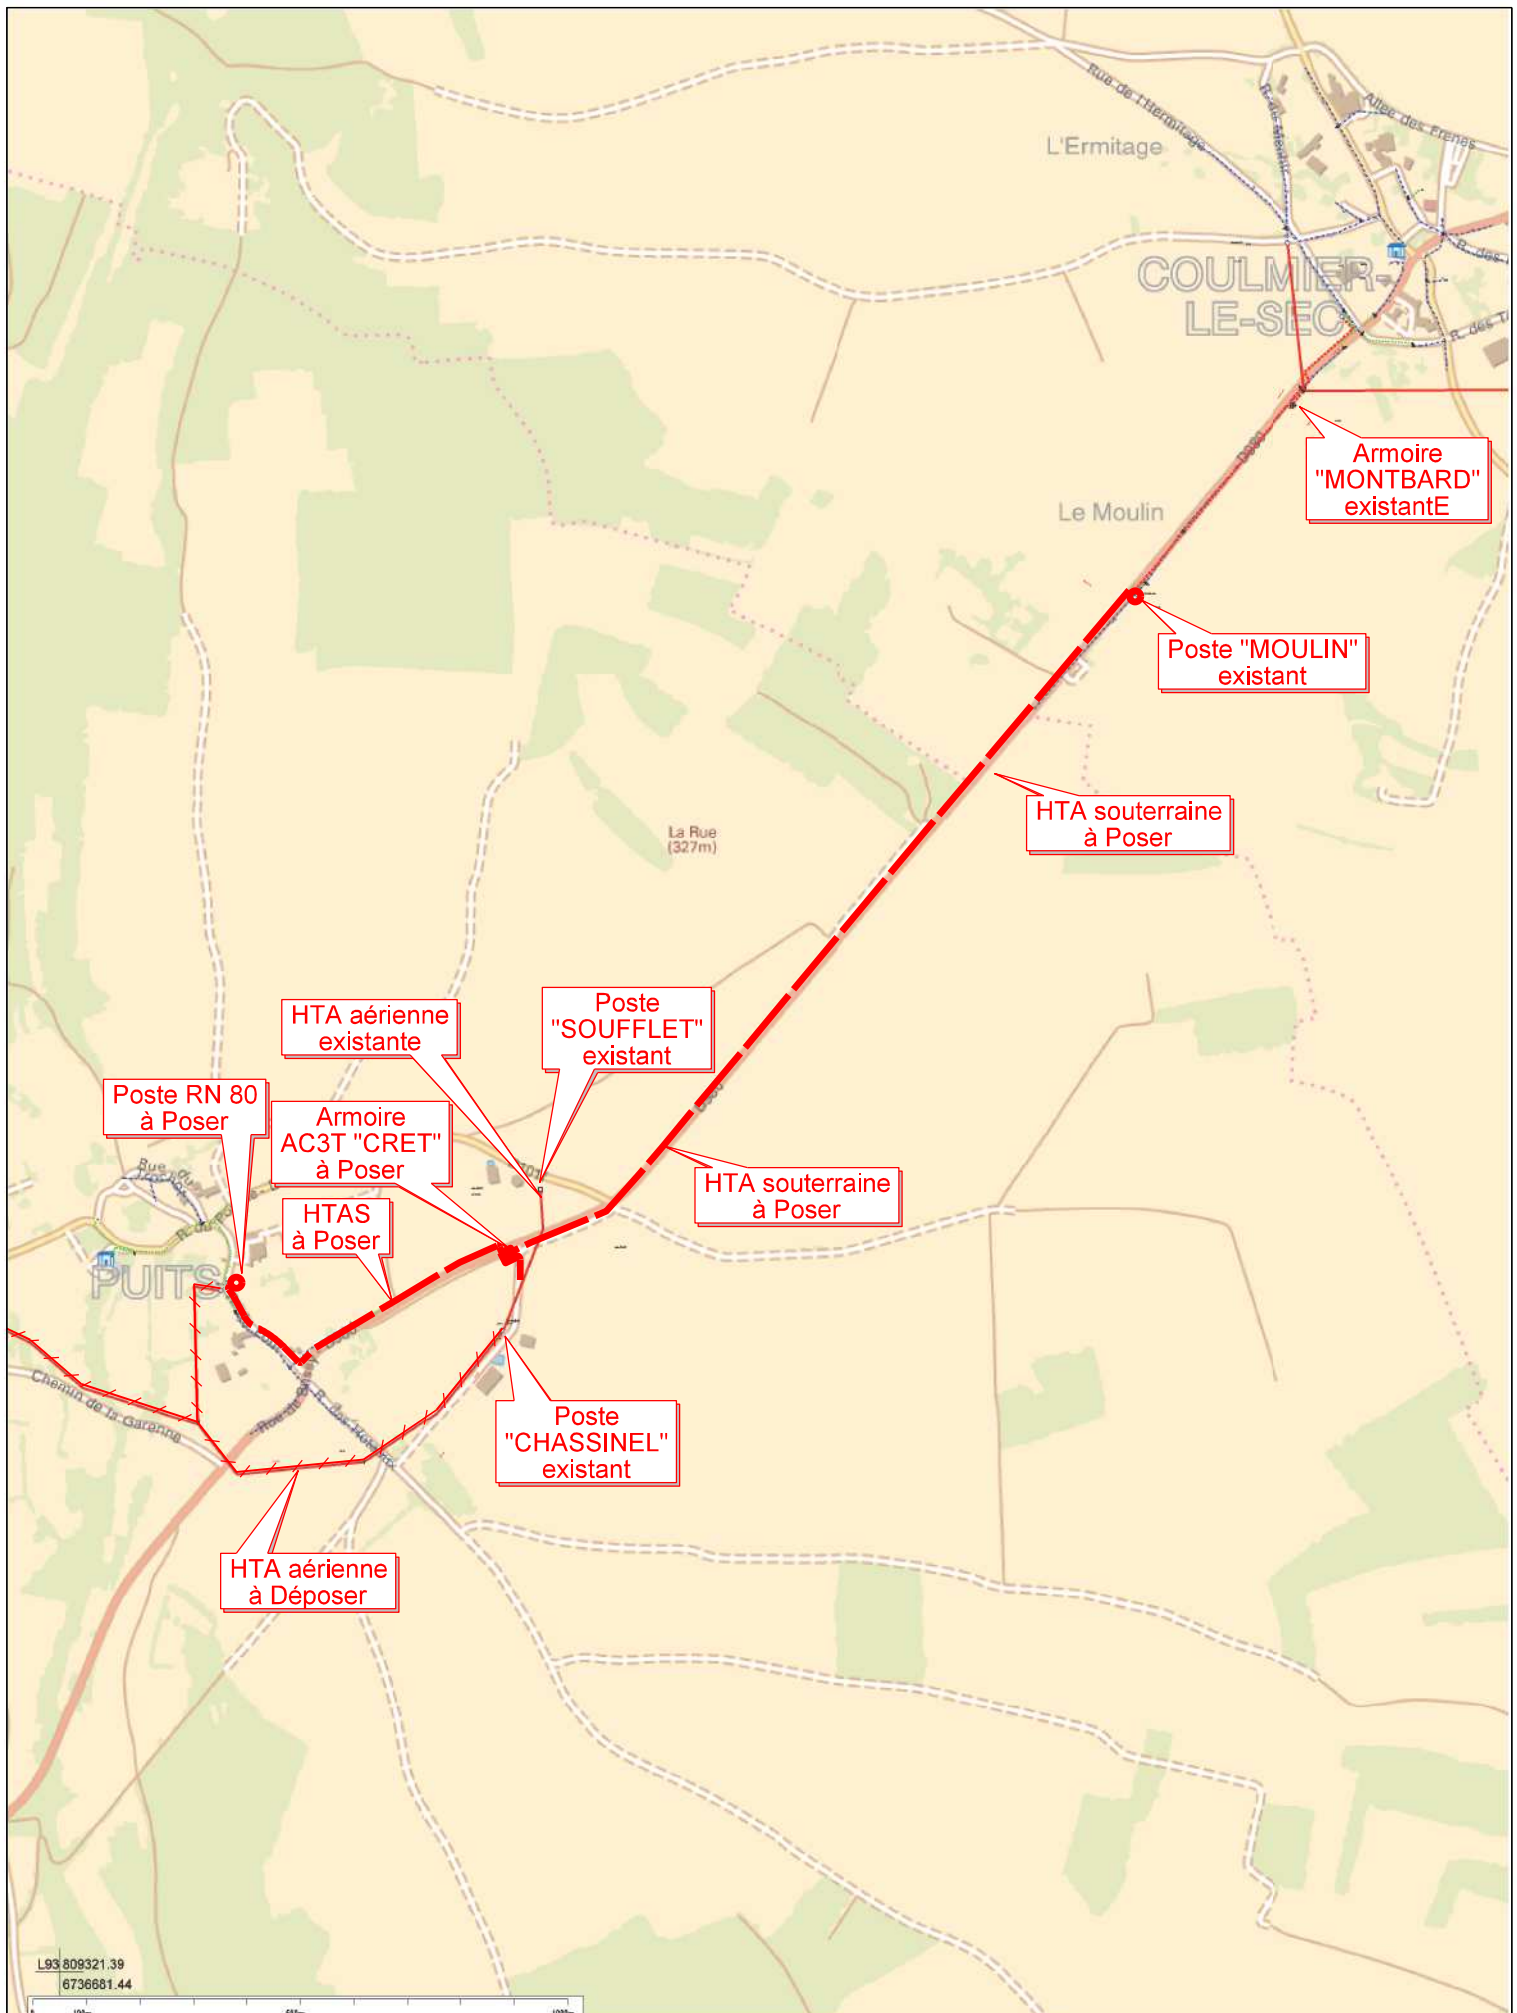 Rue de l'Hermitage
Allée des Frênes
L'Ermitage
COULMIER-
LE-SEC
R. des
Armoire
"MONTBARD"
existantE
D980
Le Moulin
Poste "MOULIN"
existant
HTA souterraine
à Poser
La Rue
(327m)
HTA aérienne
existante
Poste
"SOUFFLET"
existant
Poste RN 80
à Poser
Armoire
AC3T "CRET"
à Poser
HTA souterraine
à Poser
HTAS
à Poser
PUITS
Chemin de la Garenne
Poste
"CHASSINEL"
existant
HTA aérienne
à Déposer
L93 809321.39
6736681.44